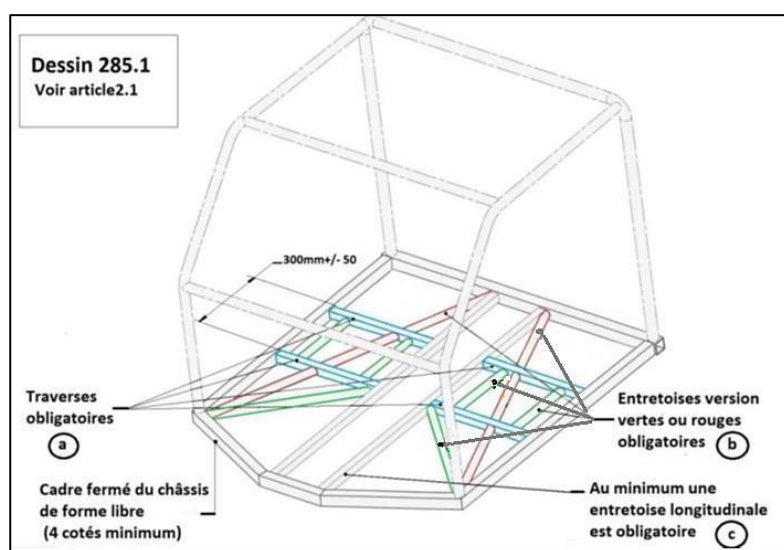 Dessin 285.1
Voir article2.1
300mm+/- 50
Traverses
obligatoires
a
Entretoises version
vertes ou rouges
obligatoires
b
Cadre fermé du châssis
de forme libre
(4 cotés minimum)
Au minimum une
entretoise longitudinale
est obligatoire
c